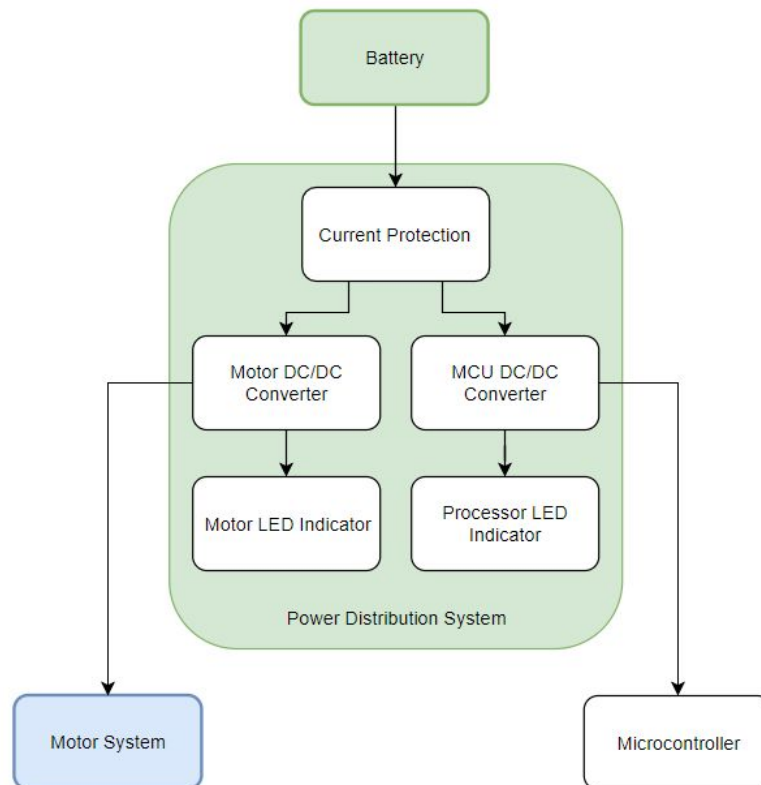 Battery
Current Protection
Motor DC/DC
Converter
MCU DC/DC
Converter
Motor LED Indicator
Processor LED
Indicator
Power Distribution System
Motor System
Microcontroller